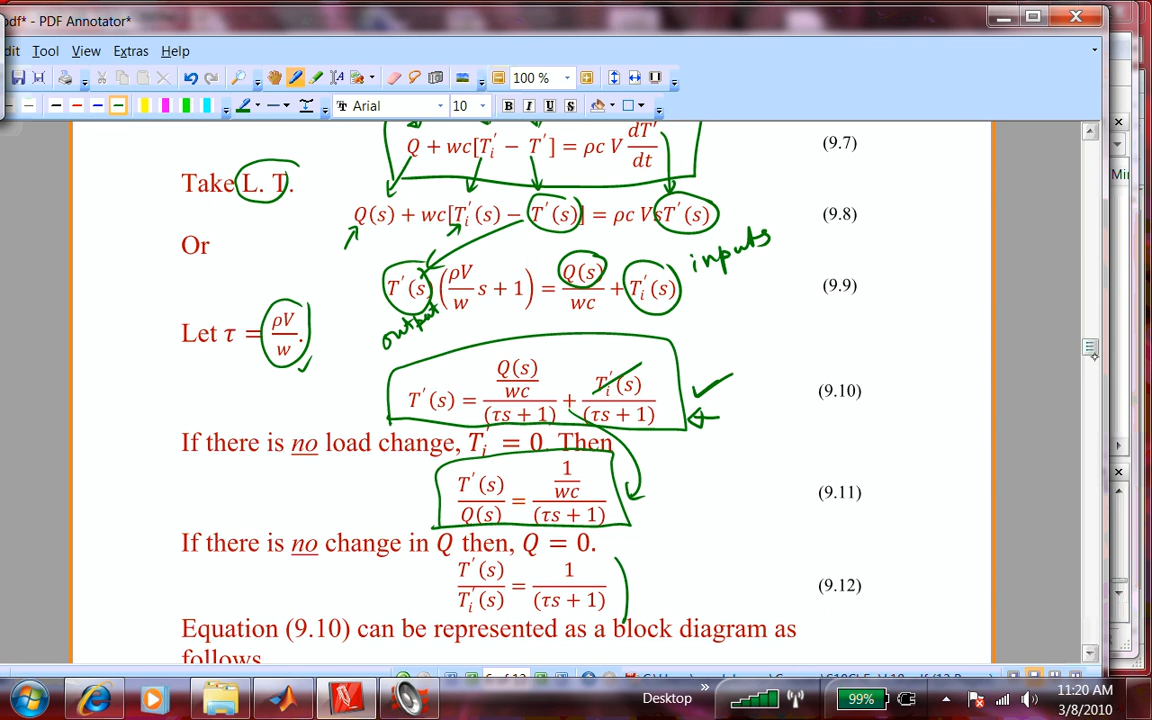 df* - PDF Annotator*
dit Tool View Extras Help
100 %
Arial 10 B I U S
Q + wc[T_i′ − T′] = ρc V dT′/dt (9.7)
Take L. T.
Q(s) + wc[T_i′(s) − T′(s)] = ρc VsT′(s) (9.8)
Or
inputs
T′(s)(ρV/w s + 1) = Q(s)/wc + T_i′(s) (9.9)
output
Let τ = ρV/w.
T′(s) = (Q(s)/wc)/(τs + 1) + T_i′(s)/(τs + 1) (9.10)
If there is no load change, T_i′ = 0. Then
T′(s)/Q(s) = (1/wc)/(τs + 1) (9.11)
If there is no change in Q then, Q = 0.
T′(s)/T_i′(s) = 1/(τs + 1) (9.12)
Equation (9.10) can be represented as a block diagram as
follows
Min
Desktop
99%
11:20 AM
3/8/2010